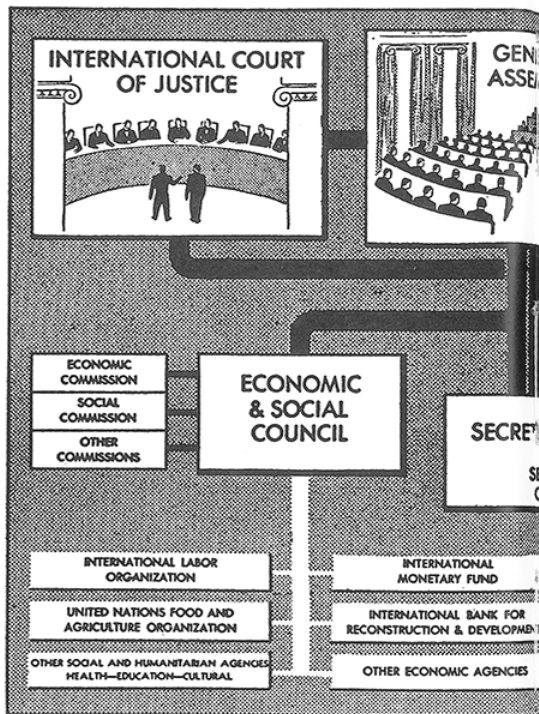 INTERNATIONAL COURT
OF JUSTICE
ECONOMIC
COMMISSION
SOCIAL
COMMISSION
OTHER
COMMISSIONS
ECONOMIC
& SOCIAL
COUNCIL
INTERNATIONAL LABOR
ORGANIZATION
UNITED NATIONS FOOD AND
AGRICULTURE ORGANIZATION
OTHER SOCIAL AND HUMANITARIAN AGENCIES
HEALTH—EDUCATION—CULTURAL
INTERNATIONAL
MONETARY FUND
INTERNATIONAL BANK FOR
RECONSTRUCTION & DEVELOPMENT
OTHER ECONOMIC AGENCIES